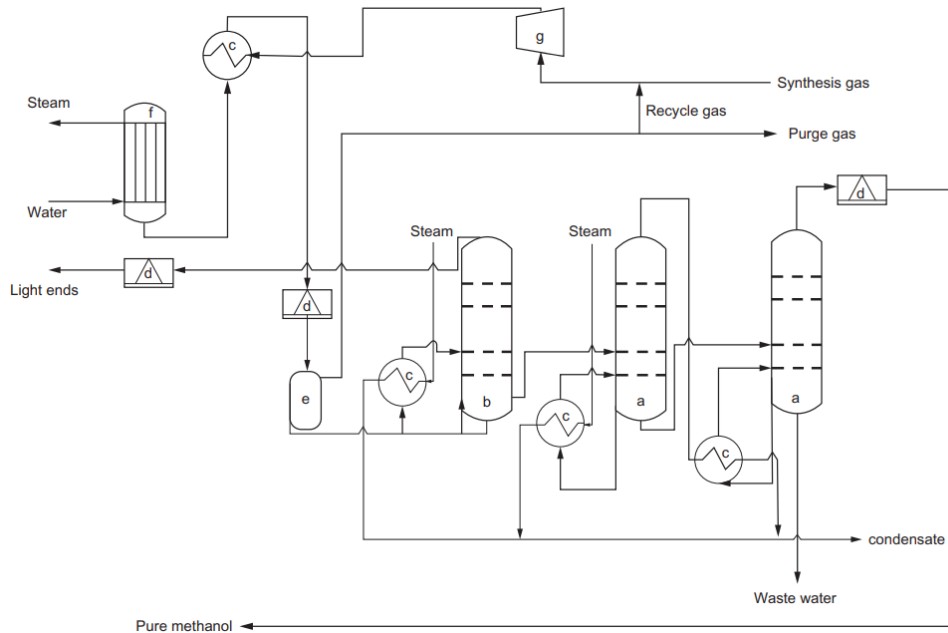 g
c
Synthesis gas
Steam
f
Recycle gas
Purge gas
Water
d
Steam
Steam
d
Light ends
d
c
c
e
b
a
a
c
condensate
Waste water
Pure methanol